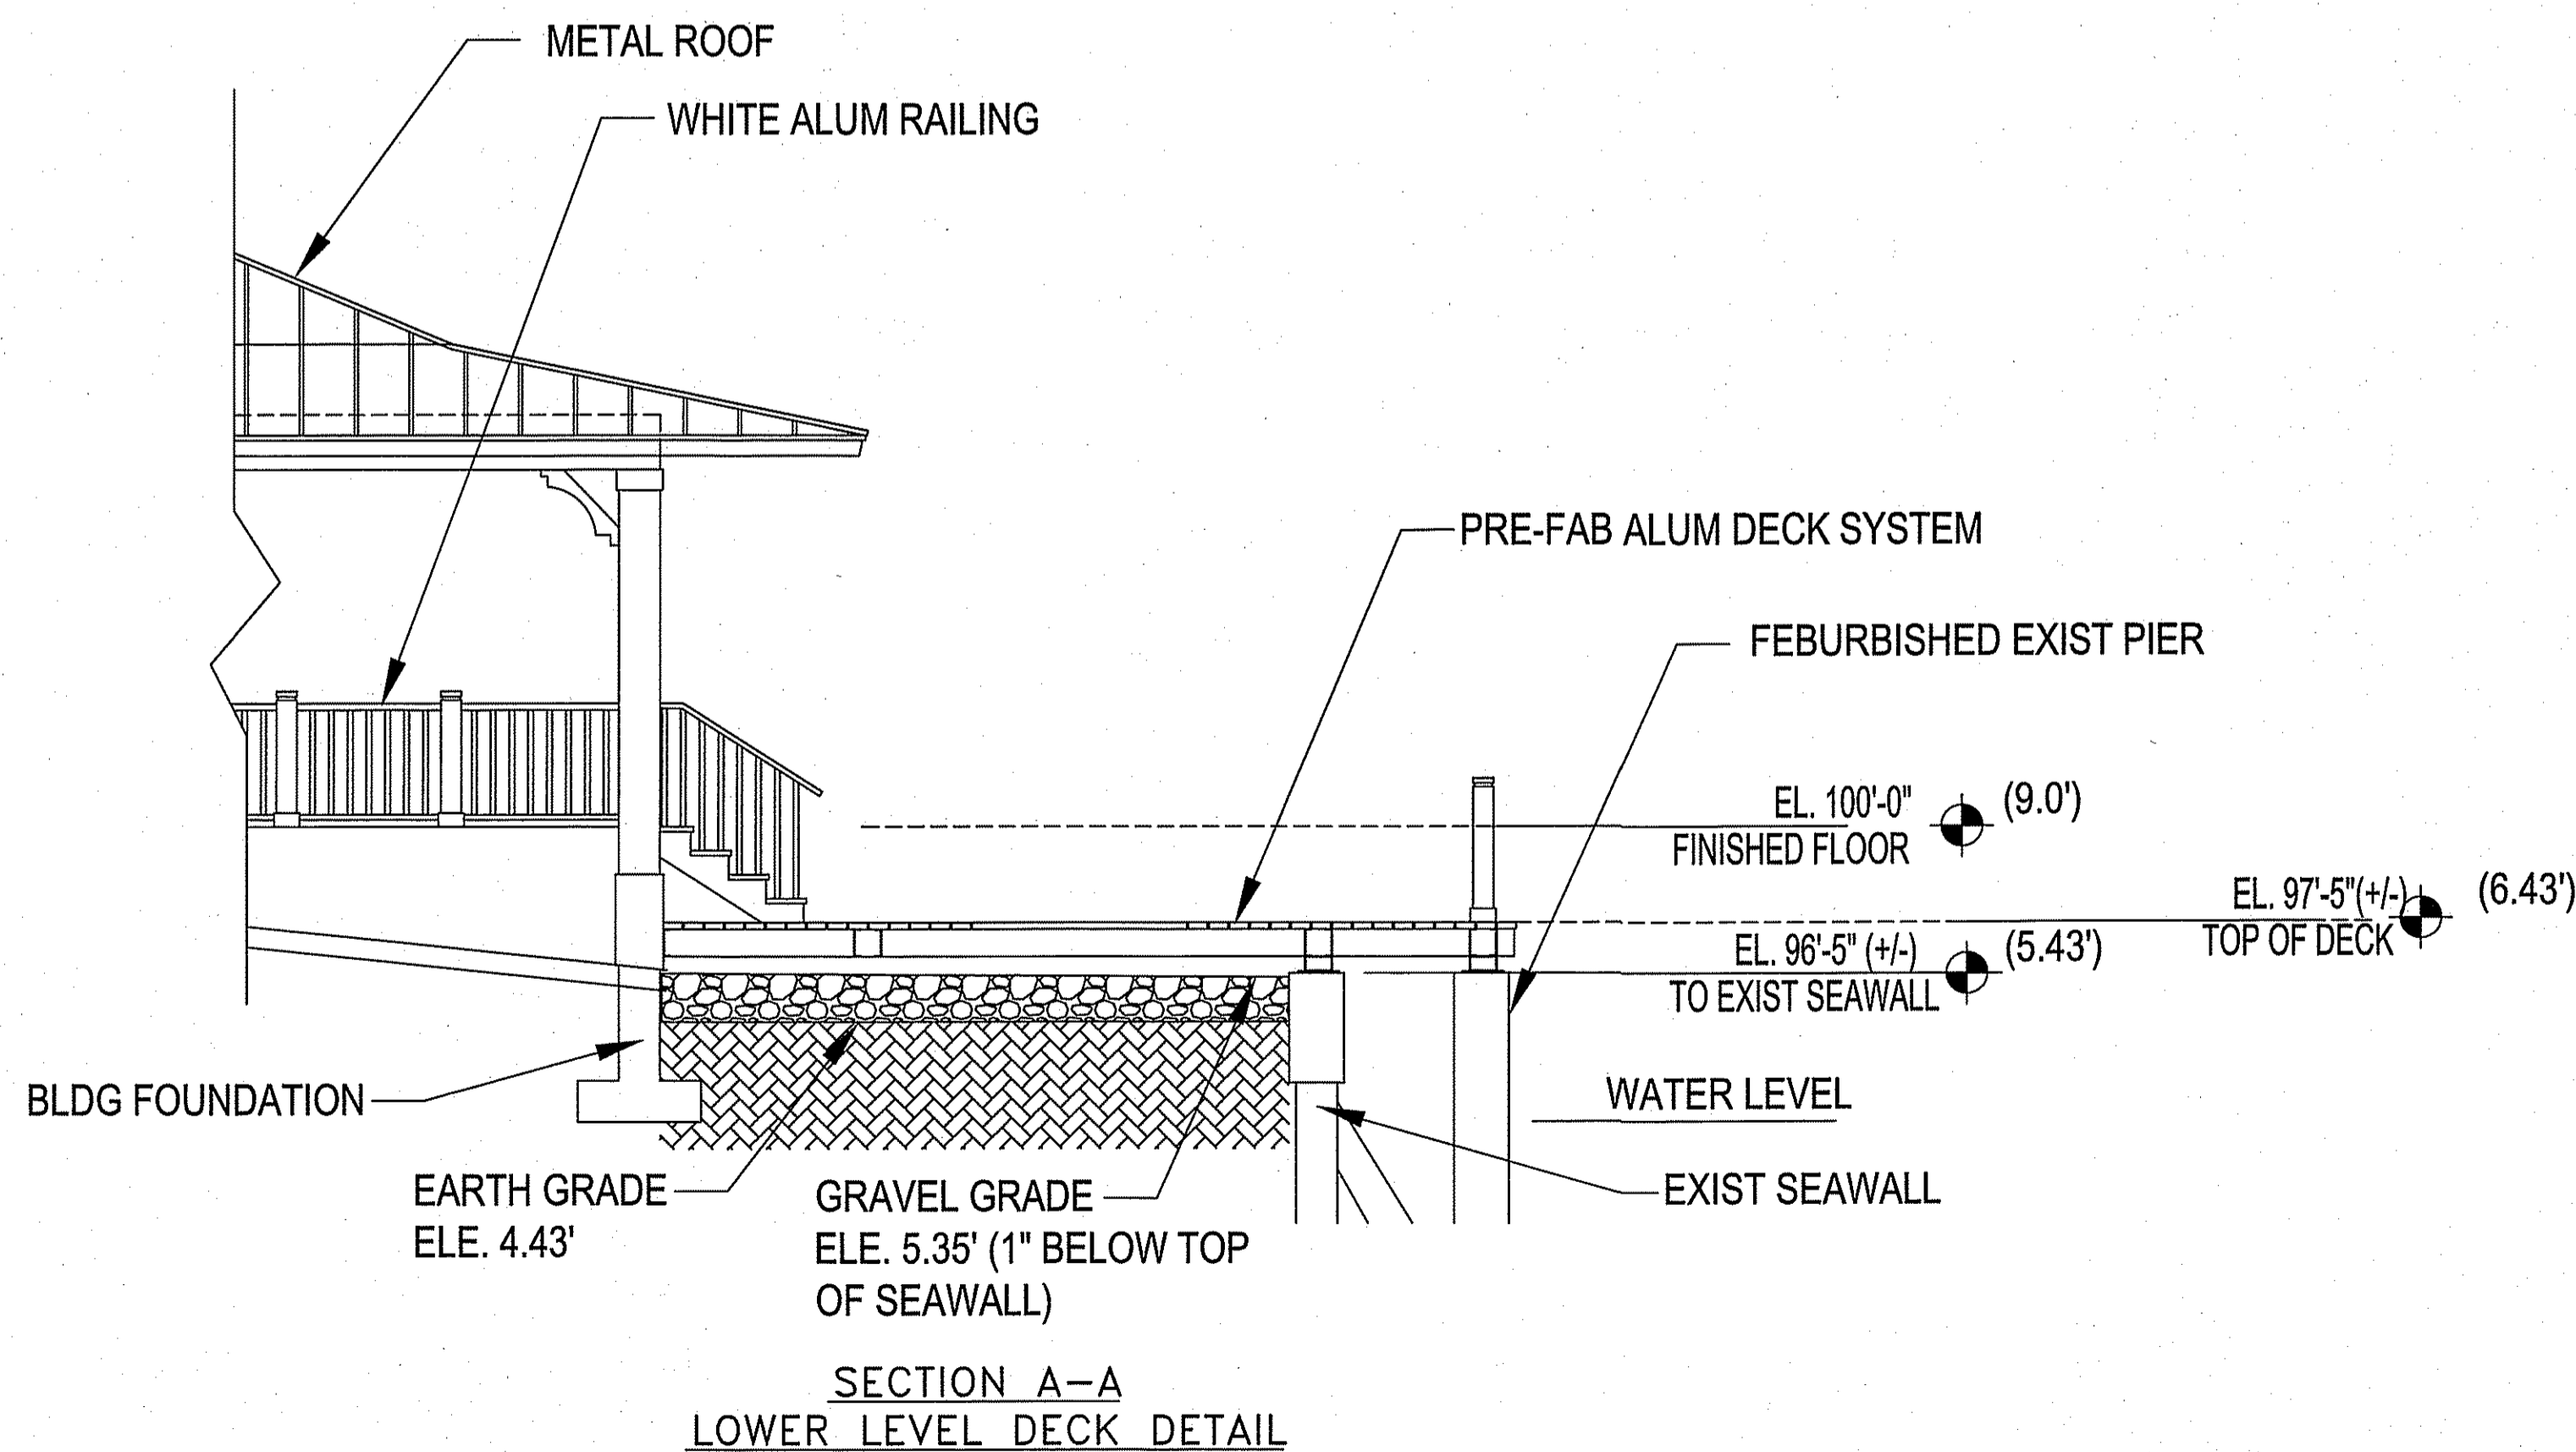 METAL ROOF
WHITE ALUM RAILING
PRE-FAB ALUM DECK SYSTEM
FEBURBISHED EXIST PIER
EL. 100'-0" (9.0')
FINISHED FLOOR
EL. 97'-5"(+/-) (6.43')
TOP OF DECK
EL. 96'-5" (+/-) (5.43')
TO EXIST SEAWALL
BLDG FOUNDATION
WATER LEVEL
EARTH GRADE
ELE. 4.43'
GRAVEL GRADE
ELE. 5.35' (1" BELOW TOP
OF SEAWALL)
EXIST SEAWALL
SECTION A-A
LOWER LEVEL DECK DETAIL